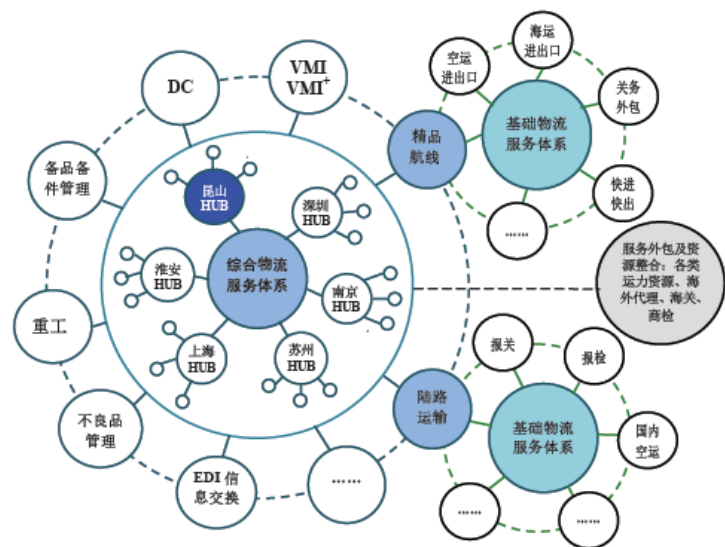 DC
VMI
VMI+
备品备
件管理
重工
不良品
管理
EDI 信
息交换
……
昆山
HUB
深圳
HUB
淮安
HUB
综合物流
服务体系
南京
HUB
上海
HUB
苏州
HUB
精品
航线
陆路
运输
空运
进出口
海运
进出口
关务
外包
基础物流
服务体系
快进
快出
……
服务外包及资
源整合：各类
运力资源、海
外代理、海关、
商检
报关
报检
基础物流
服务体系
国内
空运
……
……